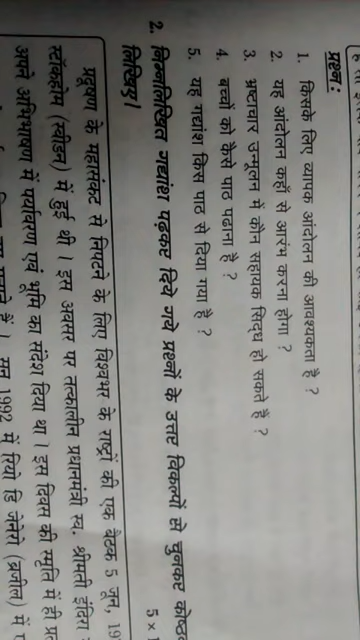 प्रश्न :
1. किसके लिए व्यापक आंदोलन की आवश्यकता है ?
2. यह आंदोलन कहाँ से आरंभ करना होगा ?
3. भ्रष्टाचार उन्मूलन में कौन सहायक सिद्ध हो सकते हैं ?
4. बच्चों को कैसे पाठ पढ़ाना है ?
5. यह गद्यांश किस पाठ से दिया गया है ?
2. निम्नलिखित गद्यांश पढ़कर दिये गये प्रश्नों के उत्तर विकल्पों से चुनकर
लिखिए।
5 ×
प्रदूषण के महासंकट से निपटने के लिए विश्वभर के राष्ट्रों की एक बैठक 5 जून, 19
स्टॉकहोम (स्वीडन) में हुई थी। इस अवसर पर तत्कालीन प्रधानमंत्री स्व. श्रीमती इंदिरा
अपने अभिभाषण में पर्यावरण एवं भूमि का संदेश दिया था। इस दिवस की स्मृति में ही
सन् 1992 में रियो डि जेनेरो (ब्राजील) में